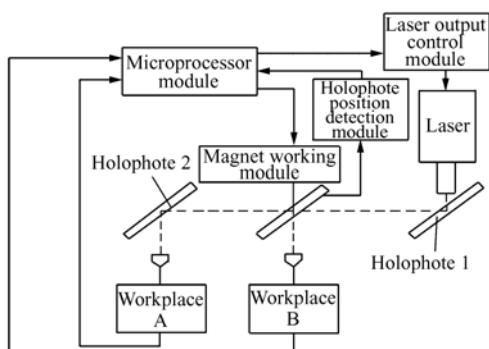 Laser output
control
module
Microprocessor
module
Holophote
position
detection
module
Laser
Holophote 2
Magnet working
module
Holophote 1
Workplace
A
Workplace
B